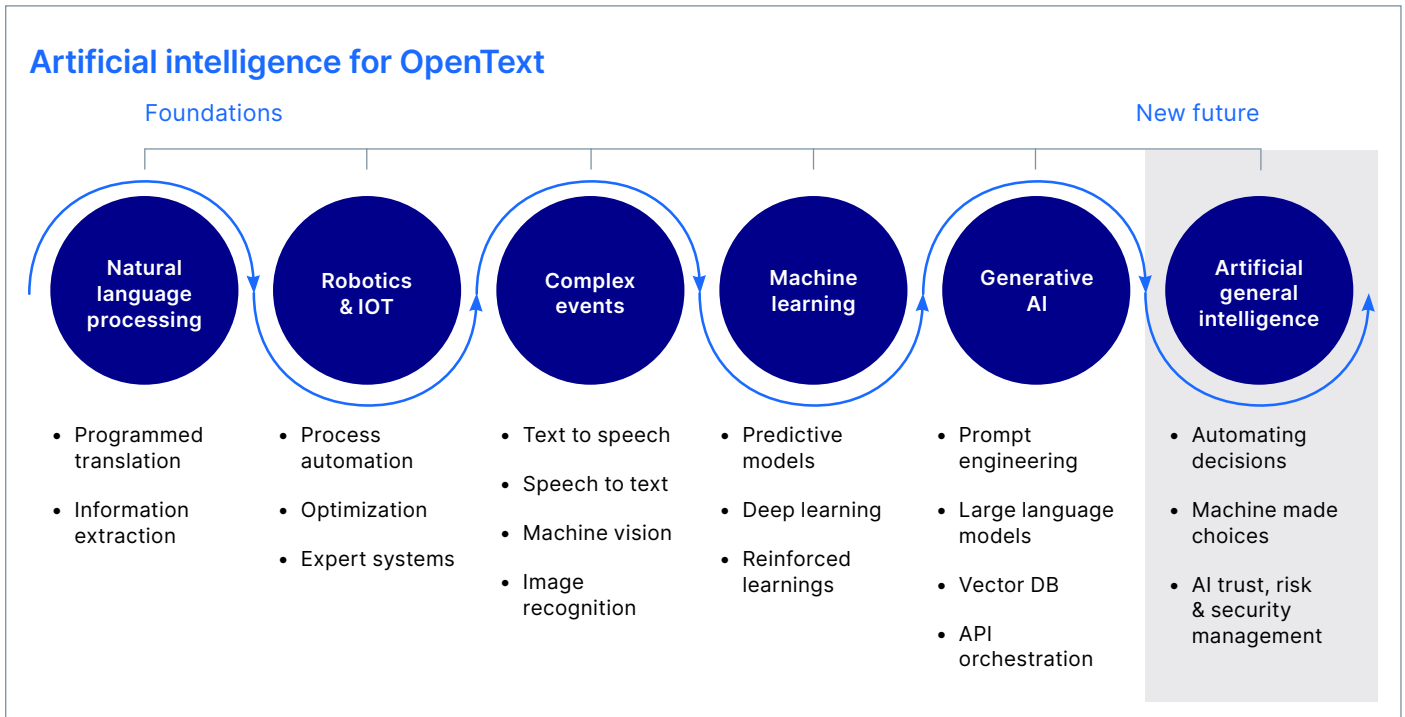 Artificial intelligence for OpenText
Foundations
New future
Natural
language
processing
Robotics
& IOT
Complex
events
Machine
learning
Generative
AI
Artificial
general
intelligence
• Programmed
translation
• Information
extraction
• Process
automation
• Optimization
• Expert systems
• Text to speech
• Speech to text
• Machine vision
• Image
recognition
• Predictive
models
• Deep learning
• Reinforced
learnings
• Prompt
engineering
• Large language
models
• Vector DB
• API
orchestration
• Automating
decisions
• Machine made
choices
• AI trust, risk
& security
management